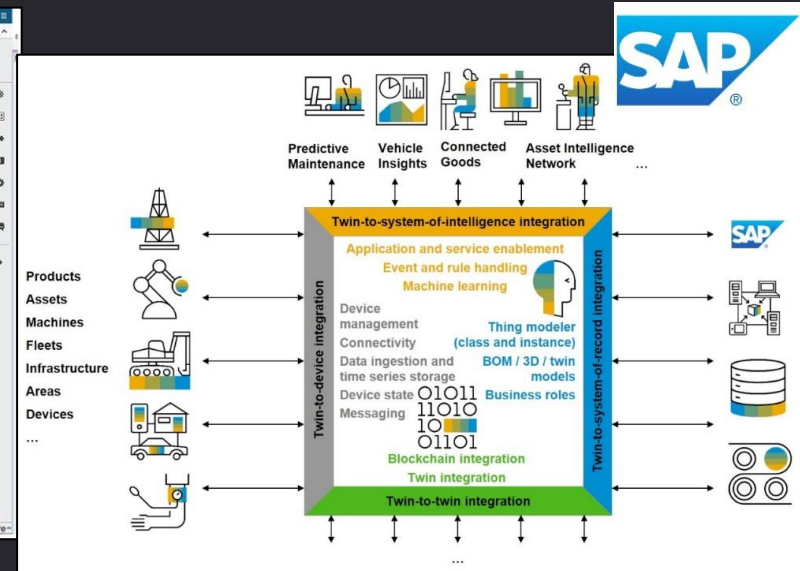 SAP
®
Predictive
Maintenance
Vehicle
Insights
Connected
Goods
Asset Intelligence
Network
...
Twin-to-system-of-intelligence integration
Application and service enablement
Event and rule handling
Machine learning
Products
Assets
Machines
Fleets
Infrastructure
Areas
Devices
...
Twin-to-device integration
Device
management
Connectivity
Data ingestion and
time series storage
Device state
Messaging
01011
11010
10
01101
Thing modeler
(class and instance)
BOM / 3D / twin
models
Business roles
Twin-to-system-of-record integration
SAP
Blockchain integration
Twin integration
Twin-to-twin integration
...